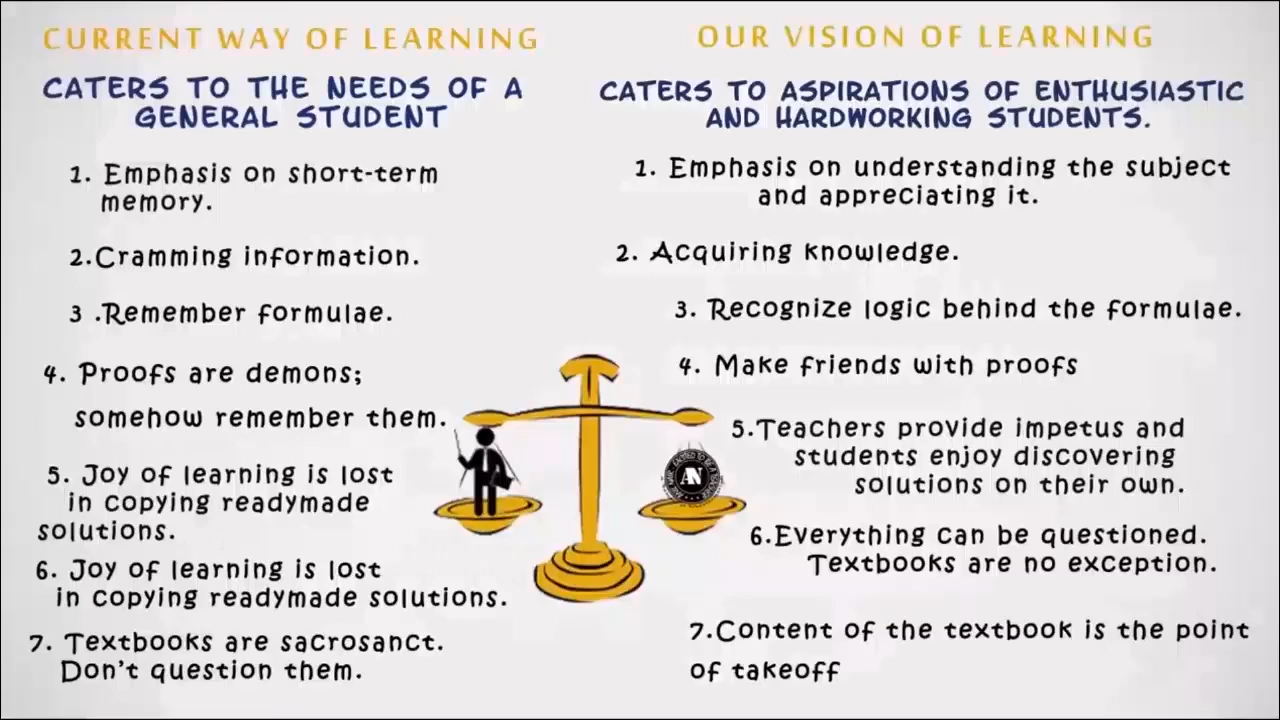 CURRENT WAY OF LEARNING
CATERS TO THE NEEDS OF A
GENERAL STUDENT
1. Emphasis on short-term
memory.
2.Cramming information.
3 .Remember formulae.
4. Proofs are demons;
somehow remember them.
5. Joy of learning is lost
in copying readymade
solutions.
6. Joy of learning is lost
in copying readymade solutions.
7. Textbooks are sacrosanct.
Don't question them.
OUR VISION OF LEARNING
CATERS TO ASPIRATIONS OF ENTHUSIASTIC
AND HARDWORKING STUDENTS.
1. Emphasis on understanding the subject
and appreciating it.
2. Acquiring knowledge.
3. Recognize logic behind the formulae.
4. Make friends with proofs
5.Teachers provide impetus and
students enjoy discovering
solutions on their own.
6.Everything can be questioned.
Textbooks are no exception.
7.Content of the textbook is the point
of takeoff
AN